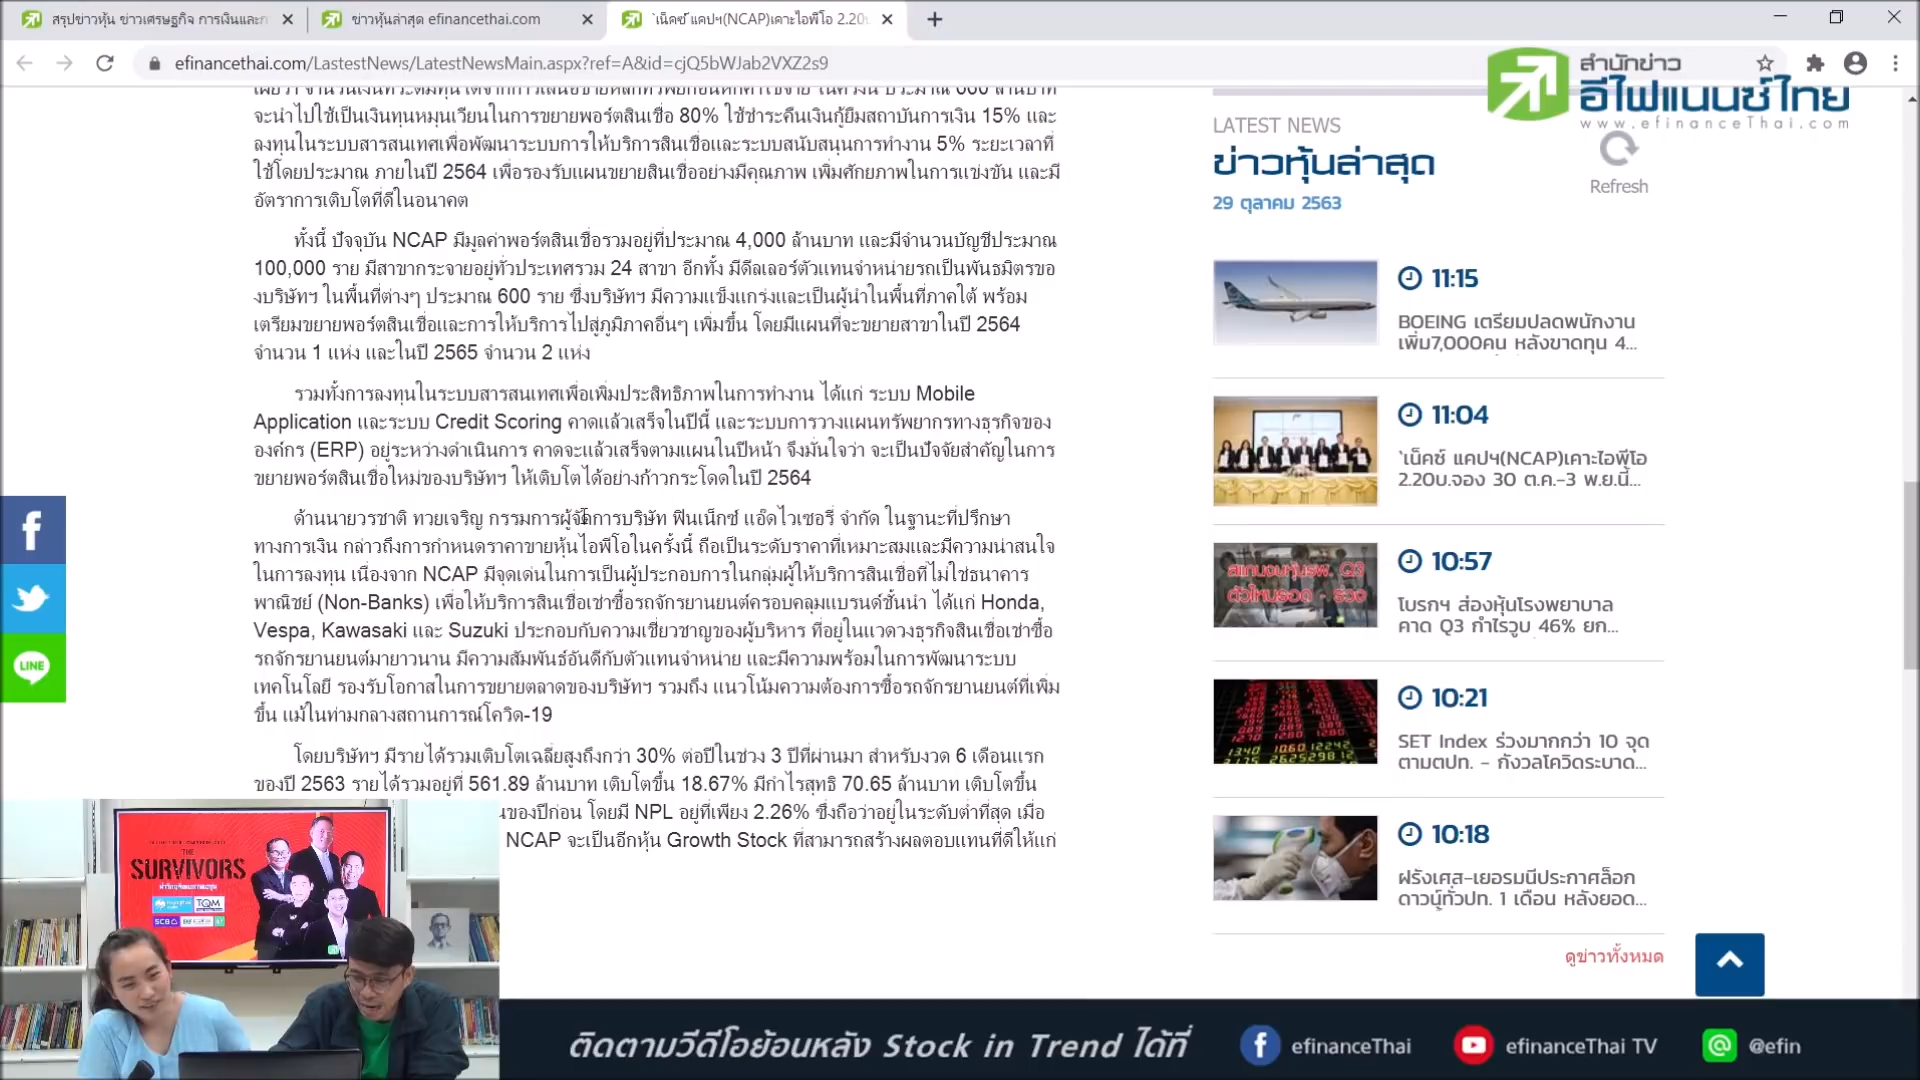 สรุปข่าวหุ้น ข่าวเศรษฐกิจ การเงินและก
ข่าวหุ้นล่าสุด efinancethai.com
`เน็คซ์ แคปฯ(NCAP)เคาะไอพีโอ 2.20
efinancethai.com/LastestNews/LatestNewsMain.aspx?ref=A&id=cjQ5bWJab2VXZ2s9
สำนักข่าว
อีไฟแนนซ์ไทย
www.efinanceThai.com
จะนำไปใช้เป็นเงินทุนหมุนเวียนในการขยายพอร์ตสินเชื่อ 80% ใช้ชำระคืนเงินกู้ยืมสถาบันการเงิน 15% และ
ลงทุนในระบบสารสนเทศเพื่อพัฒนาระบบการให้บริการสินเชื่อและระบบสนับสนุนการทำงาน 5% ระยะเวลาที่
ใช้โดยประมาณ ภายในปี 2564 เพื่อรองรับแผนขยายสินเชื่ออย่างมีคุณภาพ เพิ่มศักยภาพในการแข่งขัน และมี
อัตราการเติบโตที่ดีในอนาคต
ทั้งนี้ ปัจจุบัน NCAP มีมูลค่าพอร์ตสินเชื่อรวมอยู่ที่ประมาณ 4,000 ล้านบาท และมีจำนวนบัญชีประมาณ
100,000 ราย มีสาขากระจายอยู่ทั่วประเทศรวม 24 สาขา อีกทั้ง มีดีลเลอร์ตัวแทนจำหน่ายรถเป็นพันธมิตรขอ
งบริษัทฯ ในพื้นที่ต่างๆ ประมาณ 600 ราย ซึ่งบริษัทฯ มีความแข็งแกร่งและเป็นผู้นำในพื้นที่ภาคใต้ พร้อม
เตรียมขยายพอร์ตสินเชื่อและการให้บริการไปสู่ภูมิภาคอื่นๆ เพิ่มขึ้น โดยมีแผนที่จะขยายสาขาในปี 2564
จำนวน 1 แห่ง และในปี 2565 จำนวน 2 แห่ง
รวมทั้งการลงทุนในระบบสารสนเทศเพื่อเพิ่มประสิทธิภาพในการทำงาน ได้แก่ ระบบ Mobile
Application และระบบ Credit Scoring คาดแล้วเสร็จในปีนี้ และระบบการวางแผนทรัพยากรทางธุรกิจของ
องค์กร (ERP) อยู่ระหว่างดำเนินการ คาดจะแล้วเสร็จตามแผนในปีหน้า จึงมั่นใจว่า จะเป็นปัจจัยสำคัญในการ
ขยายพอร์ตสินเชื่อใหม่ของบริษัทฯ ให้เติบโตได้อย่างก้าวกระโดดในปี 2564
ด้านนายวรชาติ ทวยเจริญ กรรมการผู้จัดการบริษัท ฟินเน็กซ์ แอ๊ดไวเซอรี่ จำกัด ในฐานะที่ปรึกษา
ทางการเงิน กล่าวถึงการกำหนดราคาขายหุ้นไอพีโอในครั้งนี้ ถือเป็นระดับราคาที่เหมาะสมและมีความน่าสนใจ
ในการลงทุน เนื่องจาก NCAP มีจุดเด่นในการเป็นผู้ประกอบการในกลุ่มผู้ให้บริการสินเชื่อที่ไม่ใช่ธนาคาร
พาณิชย์ (Non-Banks) เพื่อให้บริการสินเชื่อเช่าซื้อรถจักรยานยนต์ครอบคลุมแบรนด์ชั้นนำ ได้แก่ Honda,
Vespa, Kawasaki และ Suzuki ประกอบกับความเชี่ยวชาญของผู้บริหาร ที่อยู่ในแวดวงธุรกิจสินเชื่อเช่าซื้อ
รถจักรยานยนต์มายาวนาน มีความสัมพันธ์อันดีกับตัวแทนจำหน่าย และมีความพร้อมในการพัฒนาระบบ
เทคโนโลยี รองรับโอกาสในการขยายตลาดของบริษัทฯ รวมถึง แนวโน้มความต้องการซื้อรถจักรยานยนต์ที่เพิ่ม
ขึ้น แม้ในท่ามกลางสถานการณ์โควิด-19
โดยบริษัทฯ มีรายได้รวมเติบโตเฉลี่ยสูงถึงกว่า 30% ต่อปีในช่วง 3 ปีที่ผ่านมา สำหรับงวด 6 เดือนแรก
ของปี 2563 รายได้รวมอยู่ที่ 561.89 ล้านบาท เติบโตขึ้น 18.67% มีกำไรสุทธิ 70.65 ล้านบาท เติบโตขึ้น
นของปีก่อน โดยมี NPL อยู่ที่เพียง 2.26% ซึ่งถือว่าอยู่ในระดับต่ำที่สุด เมื่อ
NCAP จะเป็นอีกหุ้น Growth Stock ที่สามารถสร้างผลตอบแทนที่ดีให้แก่
LATEST NEWS
ข่าวหุ้นล่าสุด
29 ตุลาคม 2563
Refresh
11:15
BOEING เตรียมปลดพนักงาน
เพิ่ม7,000คน หลังขาดทุน 4...
11:04
`เน็คซ์ แคปฯ(NCAP)เคาะไอพีโอ
2.20บ.จอง 30 ต.ค.-3 พ.ย.นี้...
สแกนงบหุ้นรพ. Q3
ตัวไหนรอด - ร่วง
10:57
โบรกฯ ส่องหุ้นโรงพยาบาล
คาด Q3 กำไรวูบ 46% ยก...
10:21
SET Index ร่วงมากกว่า 10 จุด
ตามตปท. - กังวลโควิดระบาด...
10:18
ฝรั่งเศส-เยอรมนีประกาศล็อก
ดาวน์ทั่วปท. 1 เดือน หลังยอด...
ดูข่าวทั้งหมด
LINE
THE
SURVIVORS
TQM
SCB
ติดตามวีดีโอย้อนหลัง Stock in Trend ได้ที่
efinanceThai
efinanceThai TV
@efin